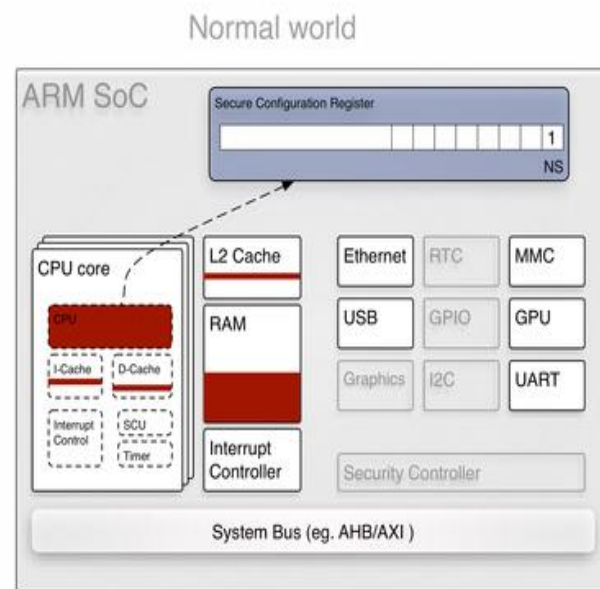 Normal world
ARM SoC
Secure Configuration Register
1
NS
CPU core
CPU
I-Cache
D-Cache
Interrupt
Control
SCU
Timer
L2 Cache
RAM
Interrupt
Controller
Ethernet
RTC
MMC
USB
GPIO
GPU
Graphics
I2C
UART
Security Controller
System Bus (eg. AHB/AXI )